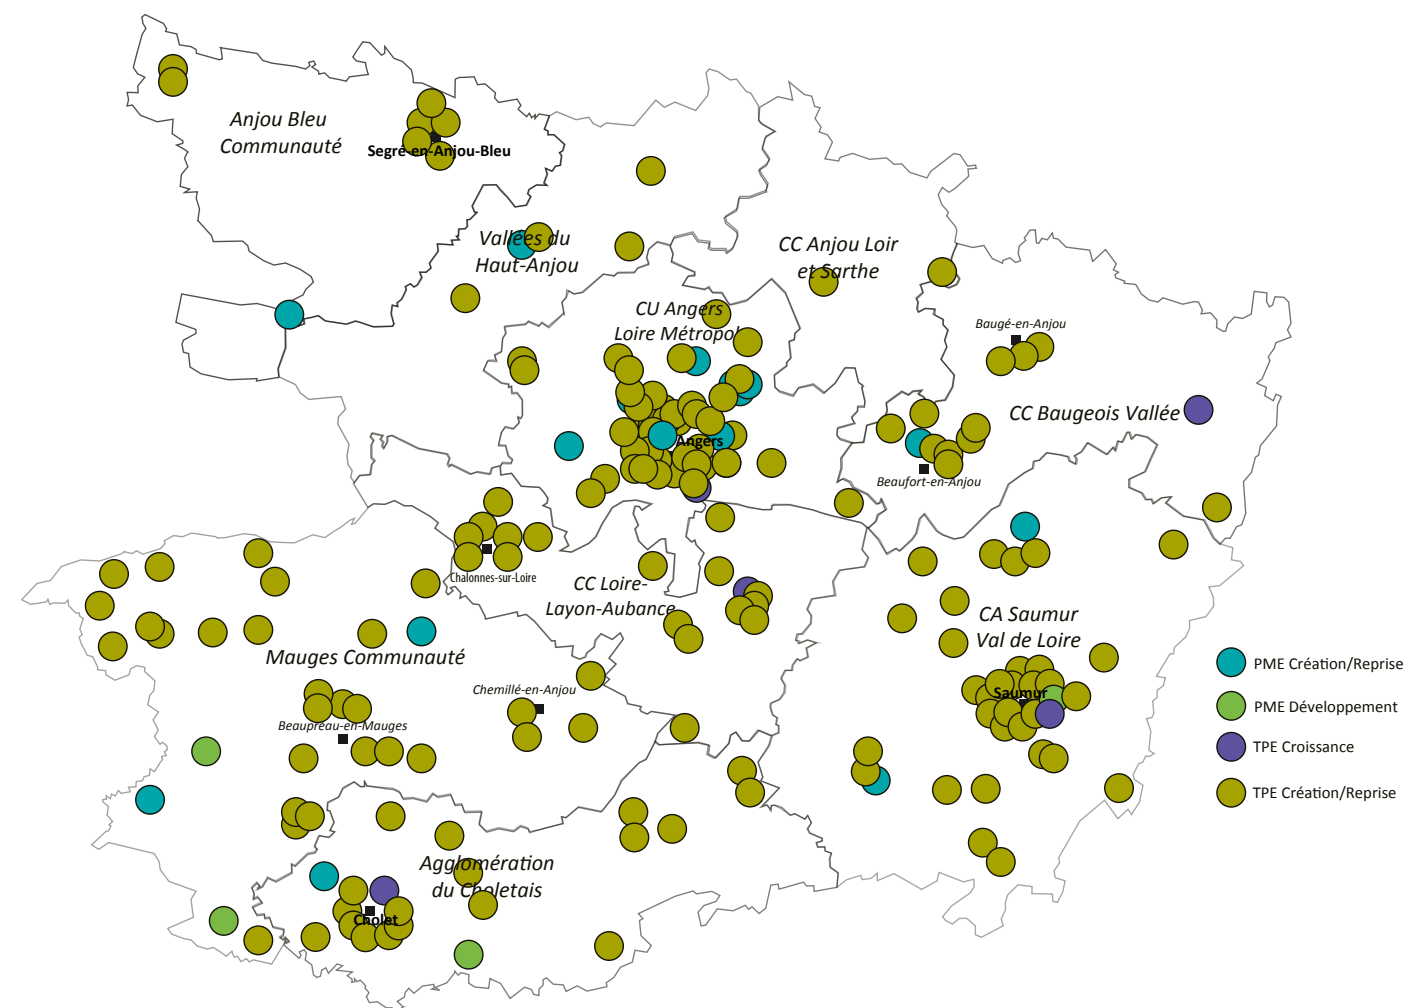 Anjou Bleu
Communauté
Segré-en-Anjou-Bleu
Vallées du
Haut-Anjou
CC Anjou Loir
et Sarthe
CU Angers
Loire Métropol
Baugé-en-Anjou
CC Baugeois Vallée
Angers
Beaufort-en-Anjou
Chalonnes-sur-Loire
CC Loire-
Layon-Aubance
CA Saumur
Val de Loire
Mauges Communauté
Chemillé-en-Anjou
Saumur
Beaupréau-en-Mauges
Agglomération
du Choletais
Cholet
PME Création/Reprise
PME Développement
TPE Croissance
TPE Création/Reprise